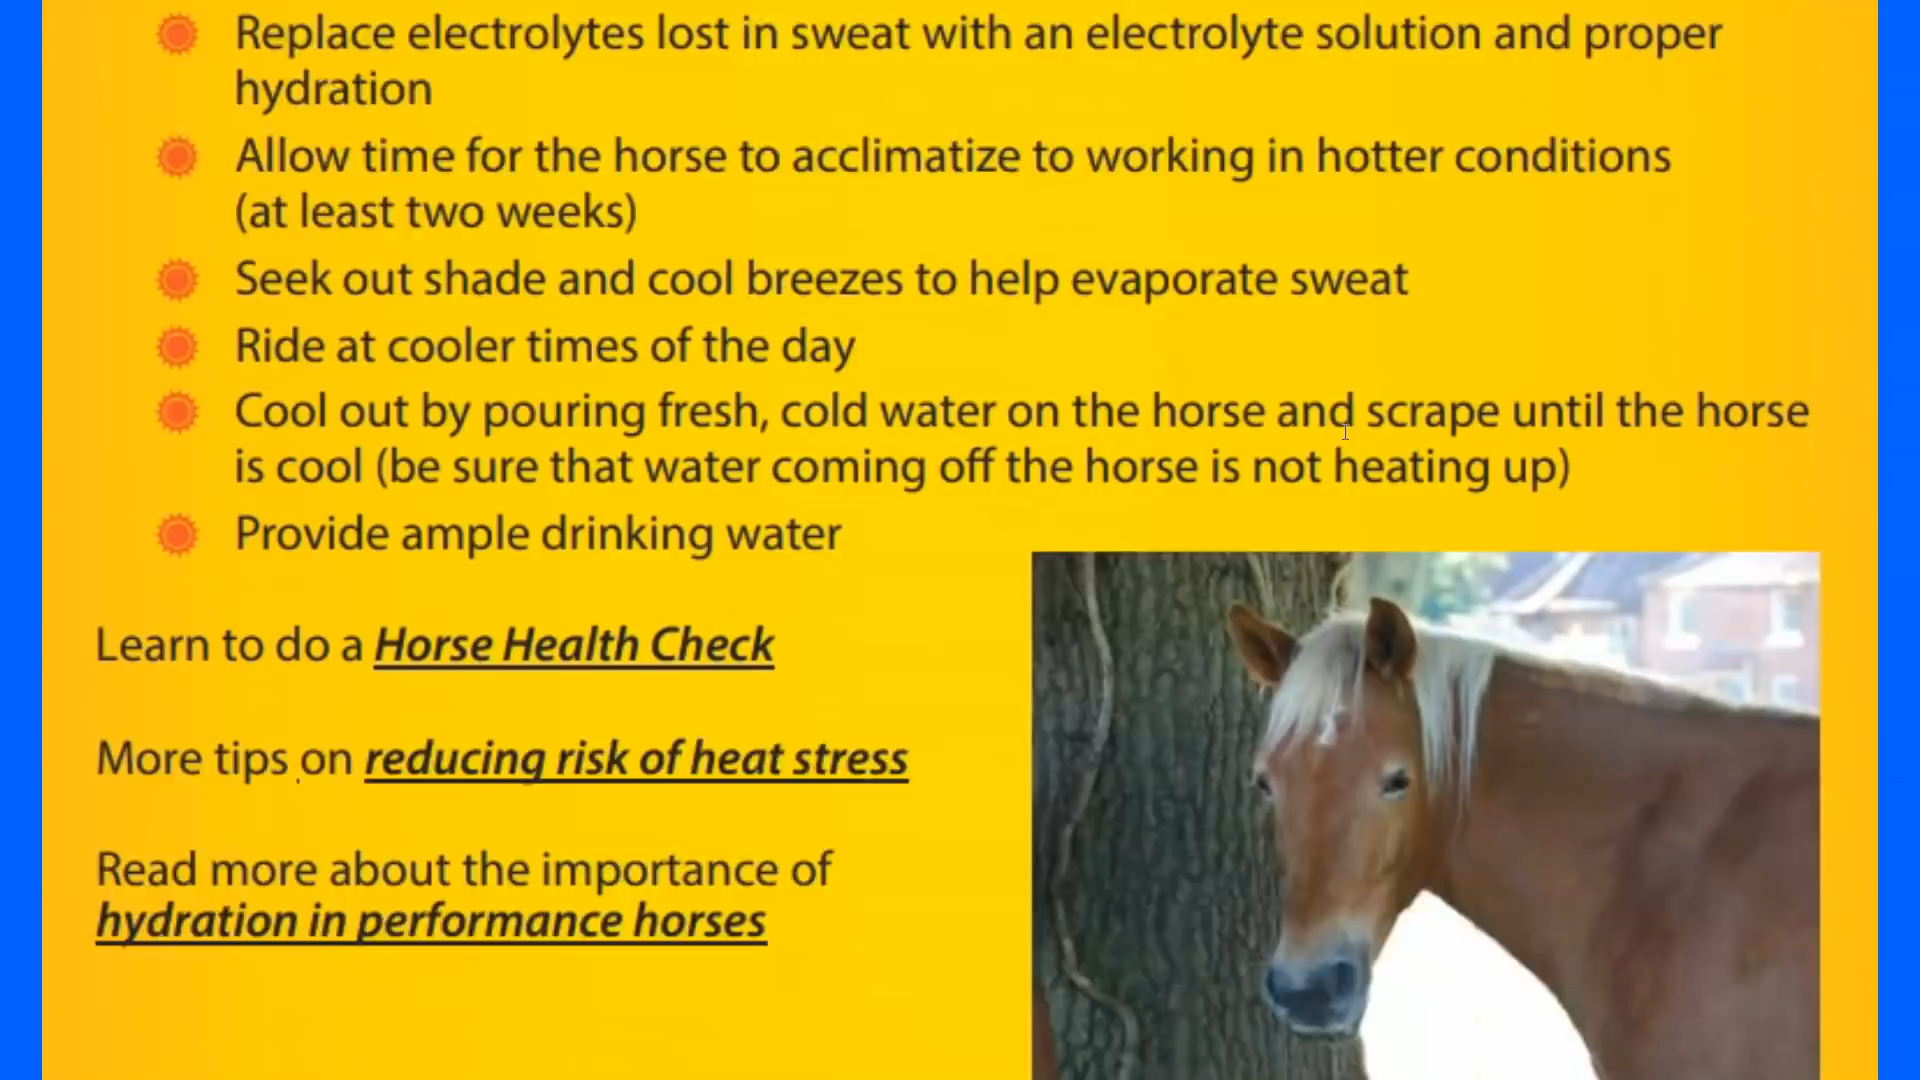 Replace electrolytes lost in sweat with an electrolyte solution and proper
hydration
Allow time for the horse to acclimatize to working in hotter conditions
(at least two weeks)
Seek out shade and cool breezes to help evaporate sweat
Ride at cooler times of the day
Cool out by pouring fresh, cold water on the horse and scrape until the horse
is cool (be sure that water coming off the horse is not heating up)
Provide ample drinking water
Learn to do a Horse Health Check
More tips on reducing risk of heat stress
Read more about the importance of
hydration in performance horses